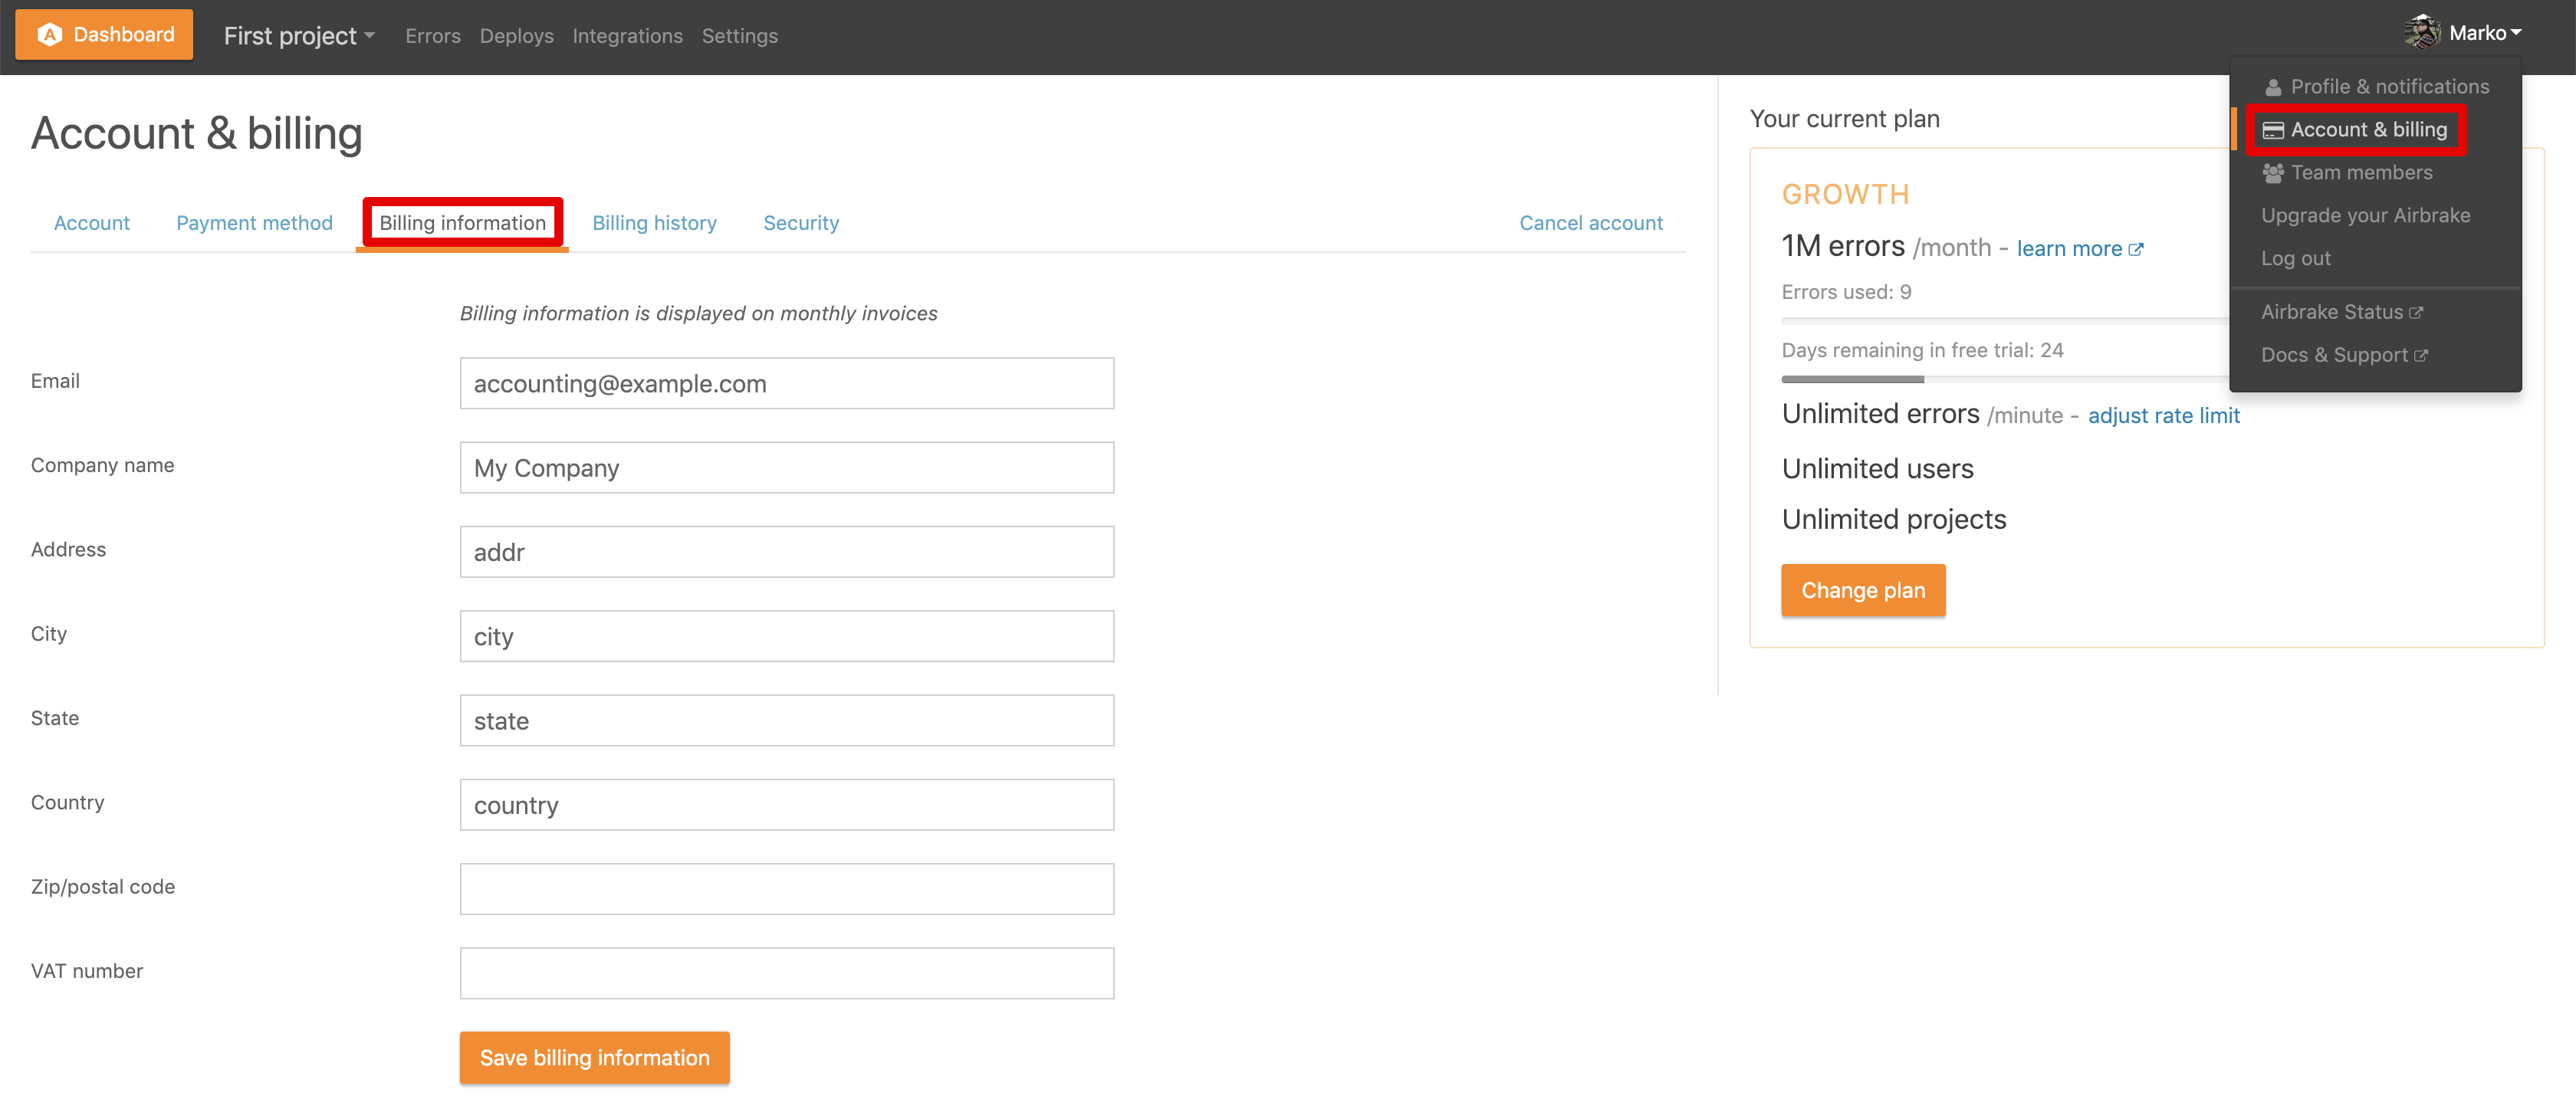 Dashboard
First project
Errors
Deploys
Integrations
Settings
Marko
Profile & notifications
Account & billing
Team members
Upgrade your Airbrake
Log out
Airbrake Status
Docs & Support
Account & billing
Account
Payment method
Billing information
Billing history
Security
Cancel account
Billing information is displayed on monthly invoices
Email
accounting@example.com
Company name
My Company
Address
addr
City
city
State
state
Country
country
Zip/postal code
VAT number
Save billing information
Your current plan
GROWTH
1M errors /month - learn more
Errors used: 9
Days remaining in free trial: 24
Unlimited errors /minute - adjust rate limit
Unlimited users
Unlimited projects
Change plan